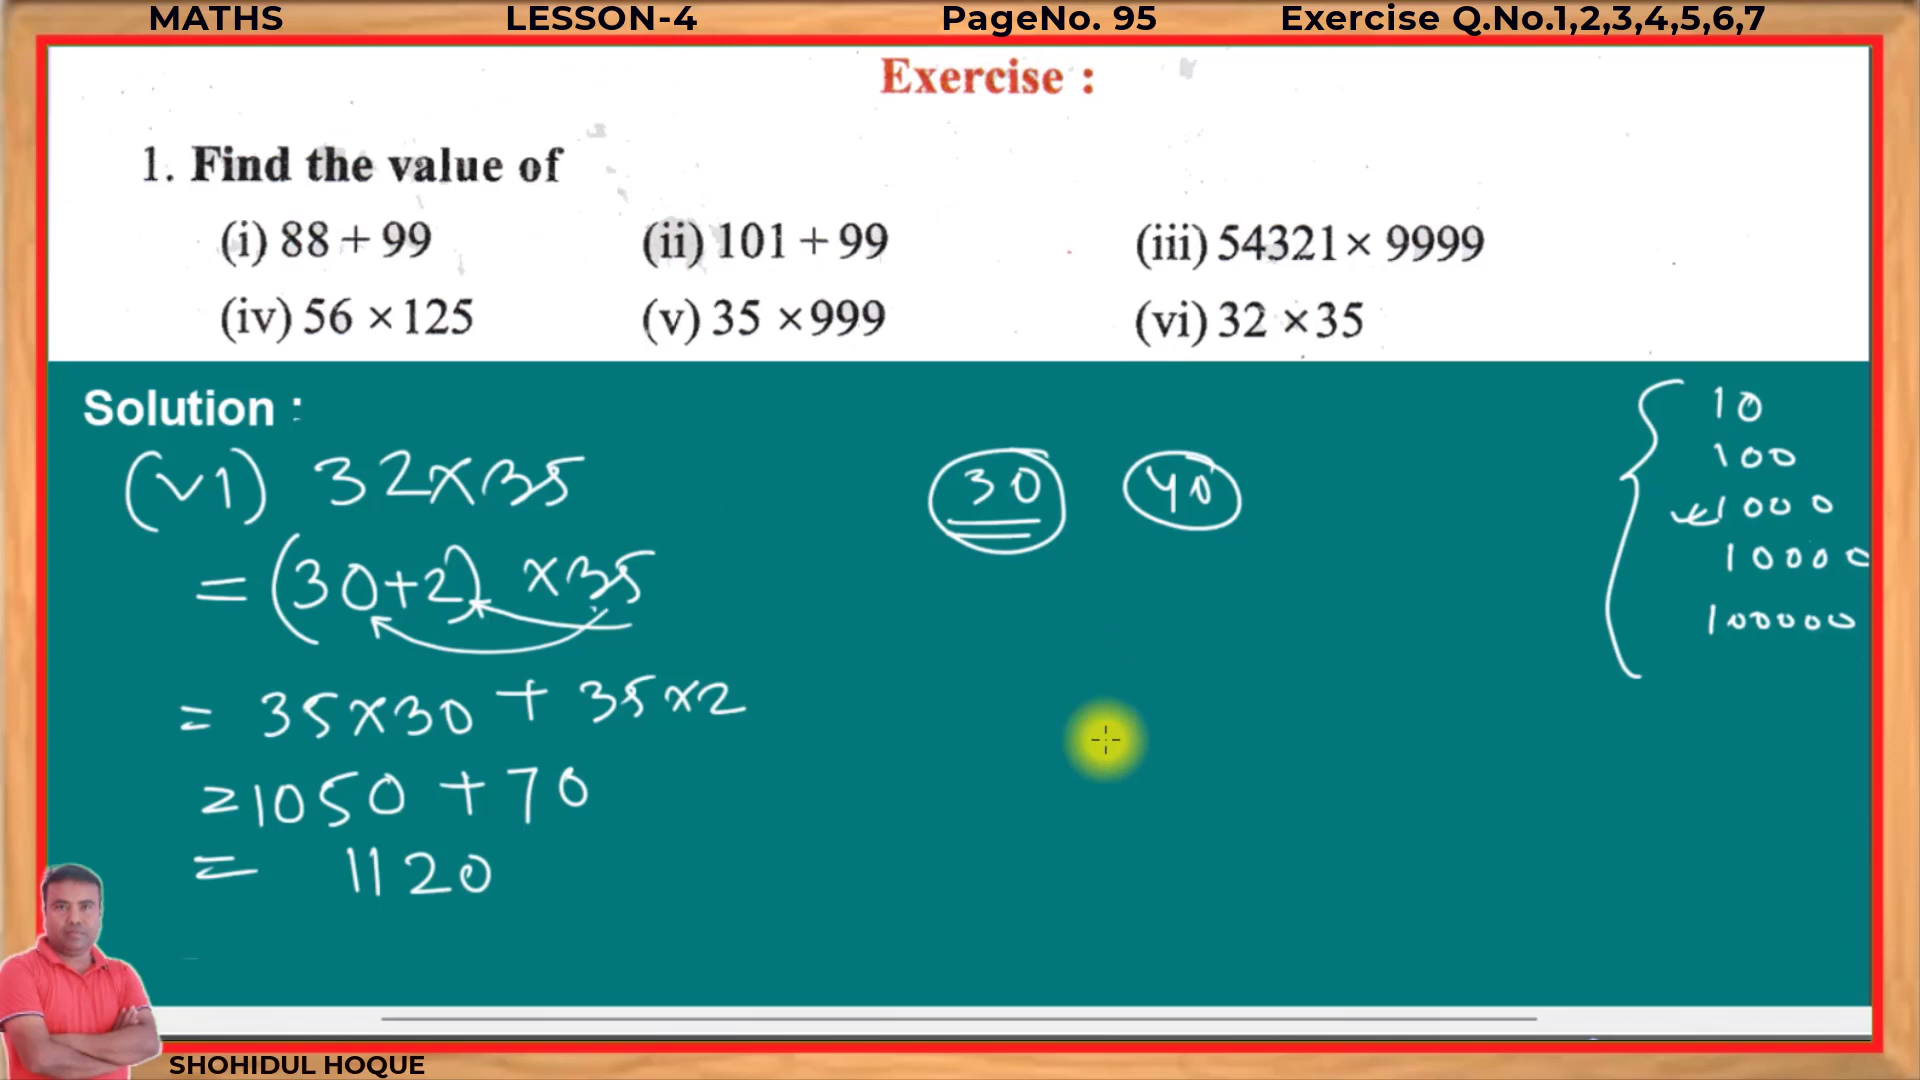 MATHS LESSON-4 PageNo. 95 Exercise Q.No.1,2,3,4,5,6,7
Exercise :
1. Find the value of
(i) 88 + 99 (ii) 101 + 99 (iii) 54321 × 9999
(iv) 56 × 125 (v) 35 × 999 (vi) 32 × 35
Solution :
(v1) 32×35
= (30+2) ×35
= 35×30 + 35×2
= 1050 + 70
= 1120
30 40
10
100
1000
10000
100000
SHOHIDUL HOQUE